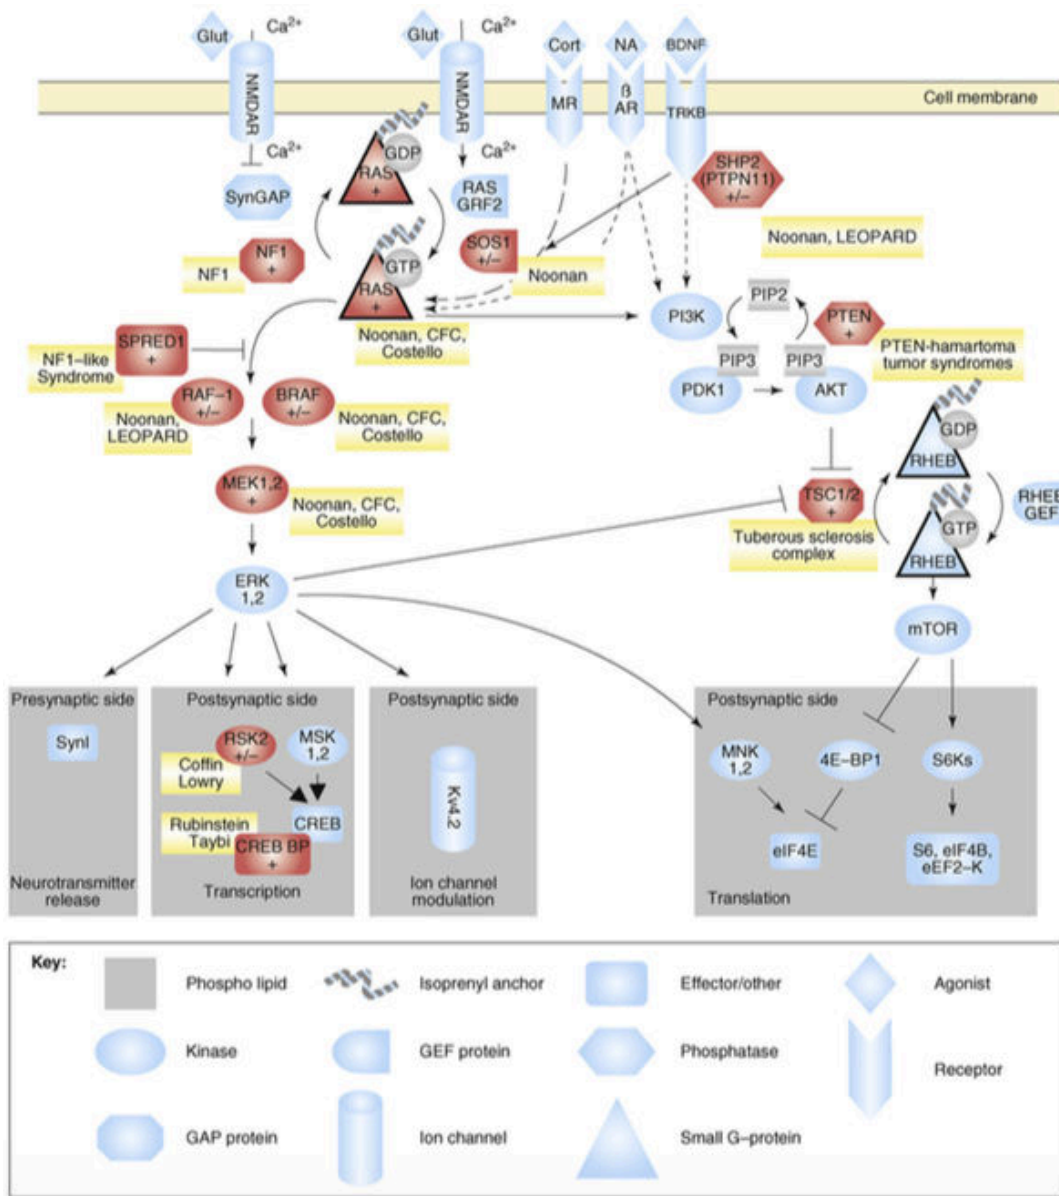 Glut
Ca2+
Glut
Ca2+
Cort
NA
BDNF
NMDAR
NMDAR
MR
ß
AR
TRKB
Cell membrane
Ca2+
Ca2+
SynGAP
GDP
RAS
+
RAS
GRF2
SHP2
(PTPN11)
+/−
Noonan, LEOPARD
NF1
+
NF1
GTP
RAS
+
SOS1
+/−
Noonan
Noonan, CFC,
Costello
PI3K
PIP2
PTEN
+
PTEN-hamartoma
tumor syndromes
PIP3
PIP3
PDK1
AKT
SPRED1
+
NF1–like
Syndrome
RAF–1
+/−
Noonan,
LEOPARD
BRAF
+/−
Noonan, CFC,
Costello
MEK1,2
+
Noonan, CFC,
Costello
GDP
RHEB
TSC1/2
+
Tuberous sclerosis
complex
RHEB
GEF
GTP
RHEB
ERK
1,2
mTOR
Presynaptic side
SynI
Neurotransmitter
release
Postsynaptic side
RSK2
+/−
MSK
1,2
Coffin
Lowry
CREB
Rubinstein
Taybi
CREB BP
+
Transcription
Postsynaptic side
Kv4.2
Ion channel
modulation
Postsynaptic side
MNK
1,2
4E–BP1
S6Ks
eIF4E
S6, eIF4B,
eEF2–K
Translation
Key:
Phospho lipid
Isoprenyl anchor
Effector/other
Agonist
Kinase
GEF protein
Phosphatase
Receptor
GAP protein
Ion channel
Small G–protein